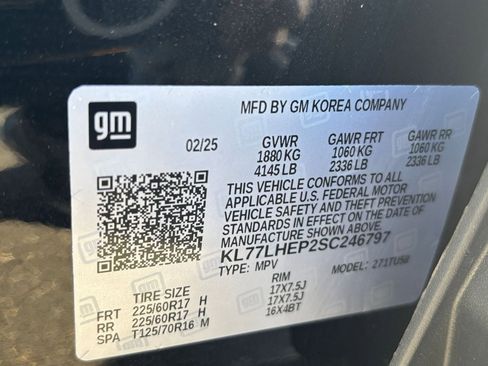 gm
MFD BY GM KOREA COMPANY
02/25 GVWR GAWR FRT GAWR RR
1880 KG 1060 KG 1060 KG
4145 LB 2336 LB 2336 LB
THIS VEHICLE CONFORMS TO ALL
APPLICABLE U.S. FEDERAL MOTOR
VEHICLE SAFETY AND THEFT PREVENTION
STANDARDS IN EFFECT ON THE DATE OF
MANUFACTURE SHOWN ABOVE.
KL77LHEP2SC246797
TYPE: MPV MODEL: 271TU58
TIRE SIZE RIM
FRT 225/60R17 H 17X7.5J
RR 225/60R17 H 17X7.5J
SPA T125/70R16 M 16X4BT